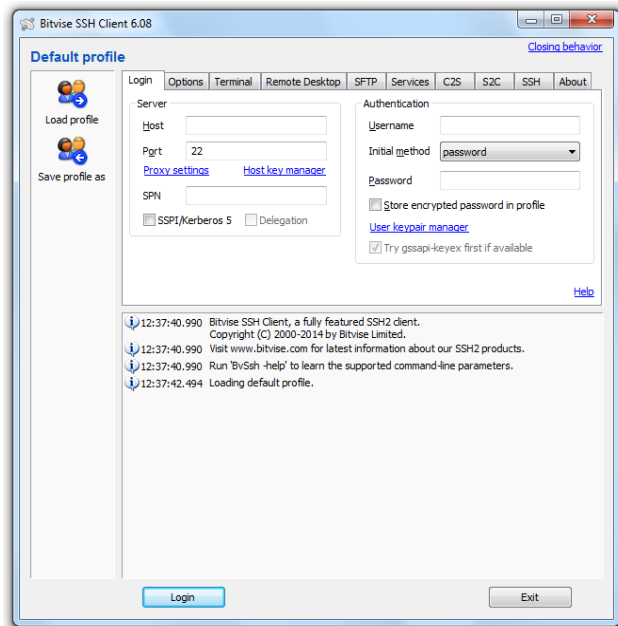 Bitvise SSH Client 6.08
Default profile
Closing behavior
Load profile
Save profile as
Login Options Terminal Remote Desktop SFTP Services C2S S2C SSH About
Server
Host
Port 22
Proxy settings Host key manager
SPN
SSPI/Kerberos 5 Delegation
Authentication
Username
Initial method password
Password
Store encrypted password in profile
User keypair manager
Try gssapi-keyex first if available
Help
12:37:40.990 Bitvise SSH Client, a fully featured SSH2 client.
Copyright (C) 2000-2014 by Bitvise Limited.
12:37:40.990 Visit www.bitvise.com for latest information about our SSH2 products.
12:37:40.990 Run 'BvSsh -help' to learn the supported command-line parameters.
12:37:42.494 Loading default profile.
Login Exit